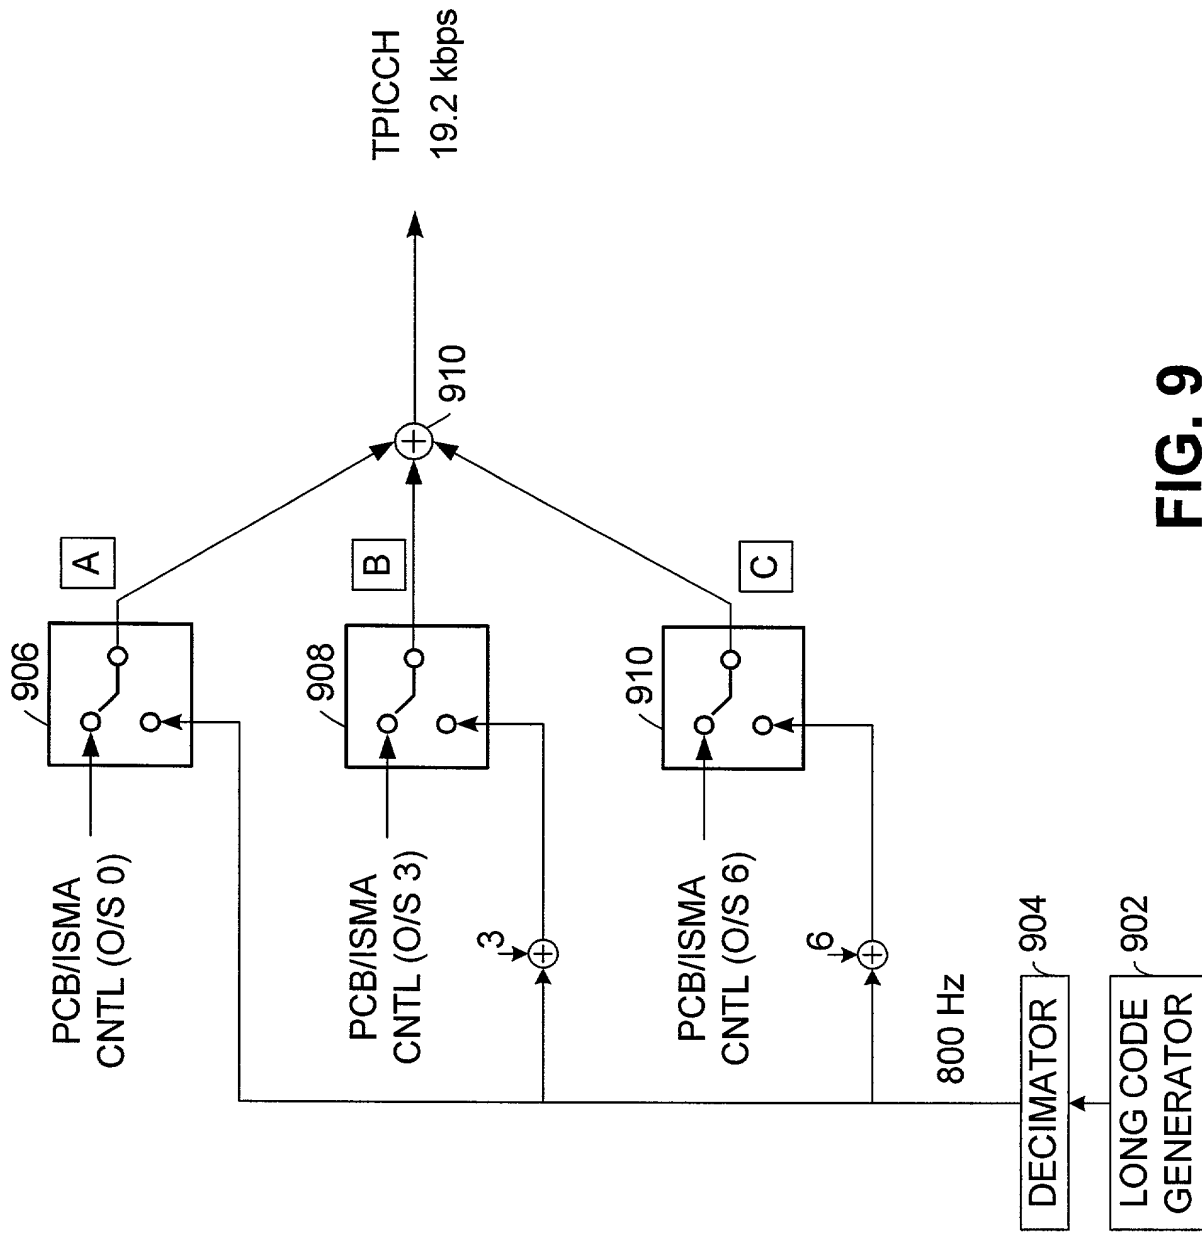 TPICCH
19.2 kbps
910
A
906
PCB/ISMA
CNTL (O/S 0)
B
908
PCB/ISMA
CNTL (O/S 3)
3
C
910
PCB/ISMA
CNTL (O/S 6)
6
800 Hz
DECIMATOR
904
LONG CODE
GENERATOR
902
FIG. 9